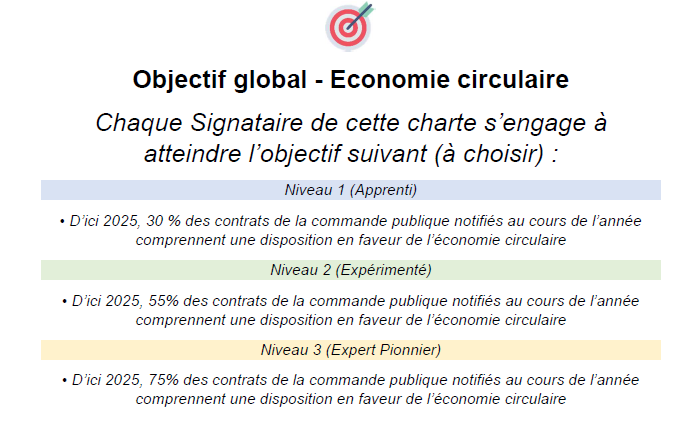 Objectif global - Economie circulaire
Chaque Signataire de cette charte s’engage à
atteindre l’objectif suivant (à choisir) :
Niveau 1 (Apprenti)
• D’ici 2025, 30 % des contrats de la commande publique notifiés au cours de l’année
comprennent une disposition en faveur de l’économie circulaire
Niveau 2 (Expérimenté)
• D’ici 2025, 55% des contrats de la commande publique notifiés au cours de l’année
comprennent une disposition en faveur de l’économie circulaire
Niveau 3 (Expert Pionnier)
• D’ici 2025, 75% des contrats de la commande publique notifiés au cours de l’année
comprennent une disposition en faveur de l’économie circulaire